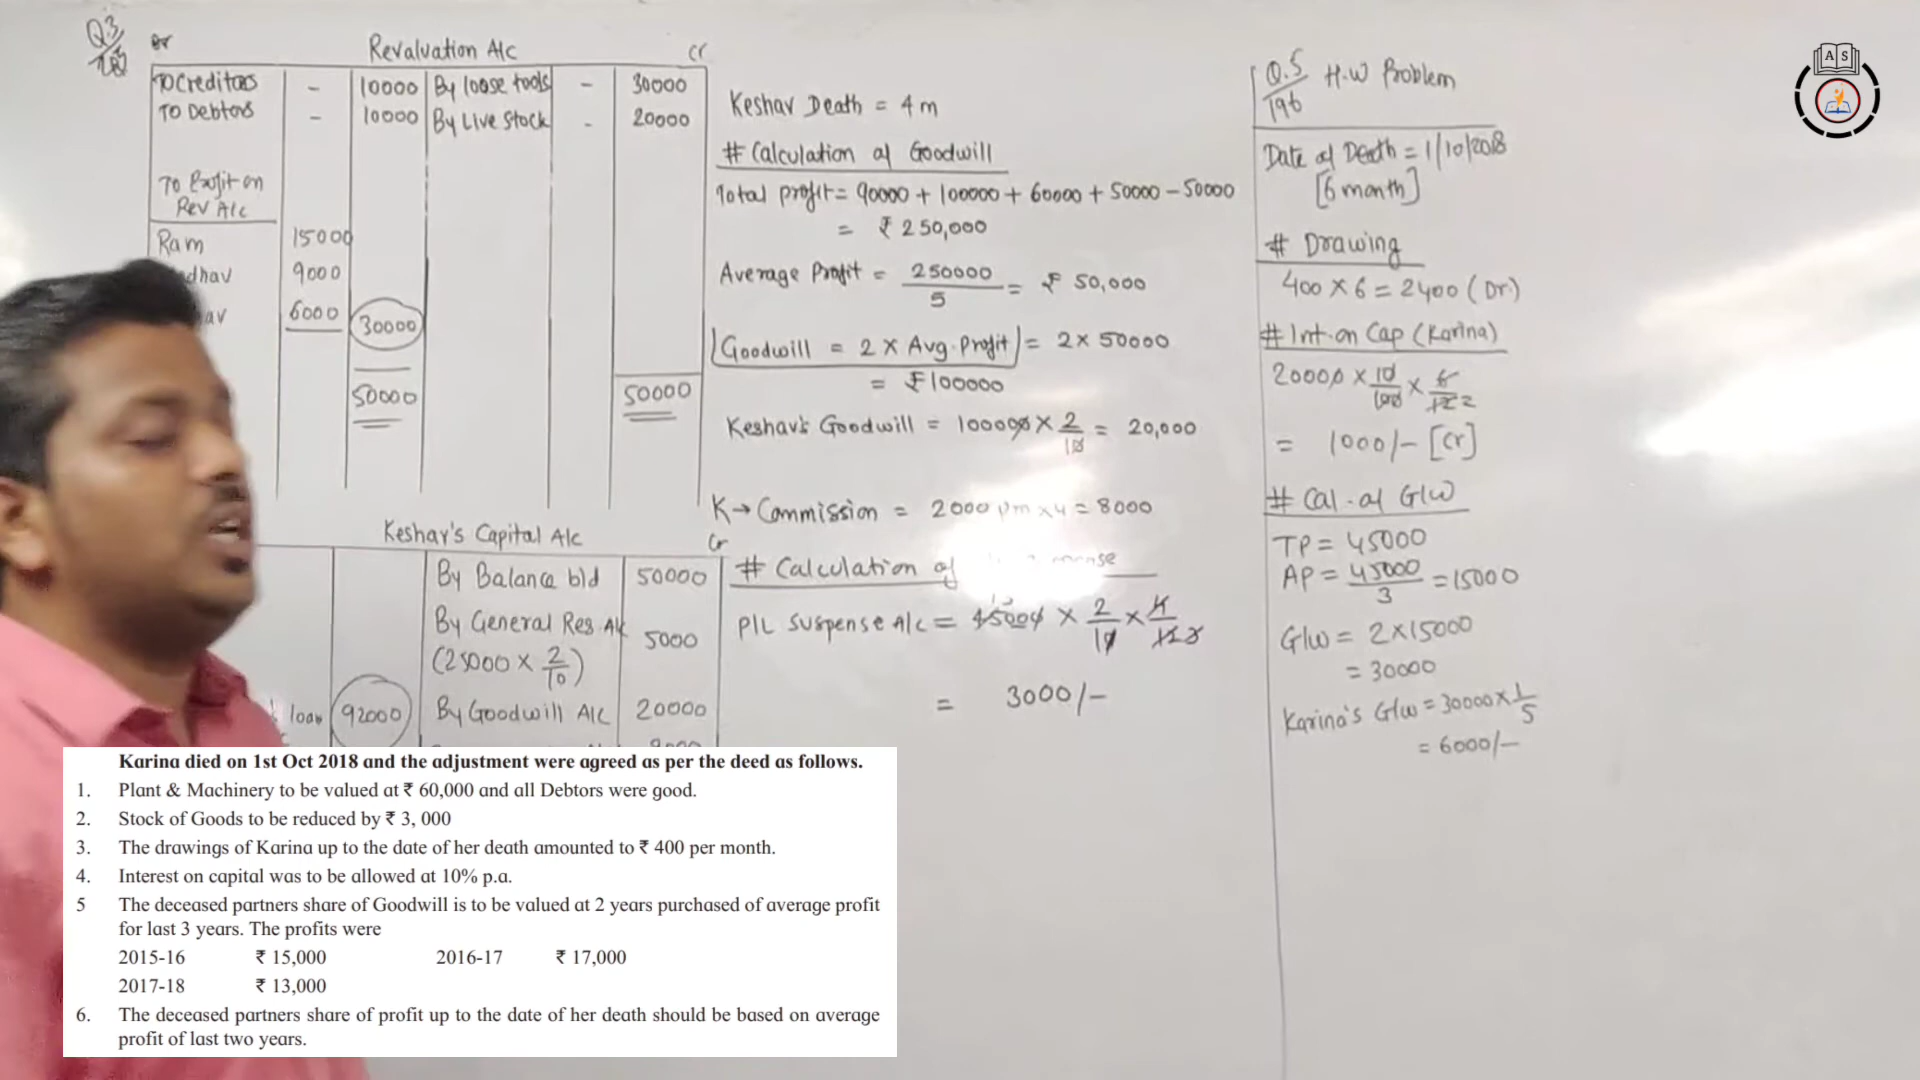 Q.3
Dr Revaluation A/c Cr
To Creditors - 10000 By loose tools - 30000
To Debtors - 10000 By Live Stock - 20000
To Profit on
Rev A/c
Ram 15000
dhav 9000
av 6000 30000
50000 50000
Keshav's Capital A/c Cr
By Balance b/d 50000
By General Res. A/c 5000
(25000 × 2/10)
loan 92000 By Goodwill A/c 20000
Keshav Death = 4 m
# Calculation of Goodwill
Total profit = 90000 + 100000 + 60000 + 50000 - 50000
= ₹ 250,000
Average Profit = 250000/5 = ₹ 50,000
Goodwill = 2 × Avg. Profit = 2 × 50000
= ₹100000
Keshav's Goodwill = 100000 × 2/10 = 20,000
K → Commission = 2000 pm × 4 = 8000
# Calculation of
P/L Suspense A/c = 45000 × 2/10 × 4/12
= 3000/-
Q.5/196 H.W Problem
Date of Death = 1/10/2018
[6 month]
# Drawing
400 × 6 = 2400 (Dr.)
# Int. on Cap (Karina)
20000 × 10/100 × 6/12 2
= 1000/- [Cr]
# Cal. of G/w
TP = 45000
AP = 45000/3 = 15000
G/w = 2 × 15000
= 30000
Karina's G/w = 30000 × 1/5
= 6000/-
A S
Karina died on 1st Oct 2018 and the adjustment were agreed as per the deed as follows.
1. Plant & Machinery to be valued at ₹ 60,000 and all Debtors were good.
2. Stock of Goods to be reduced by ₹ 3, 000
3. The drawings of Karina up to the date of her death amounted to ₹ 400 per month.
4. Interest on capital was to be allowed at 10% p.a.
5 The deceased partners share of Goodwill is to be valued at 2 years purchased of average profit
for last 3 years. The profits were
2015-16 ₹ 15,000 2016-17 ₹ 17,000
2017-18 ₹ 13,000
6. The deceased partners share of profit up to the date of her death should be based on average
profit of last two years.